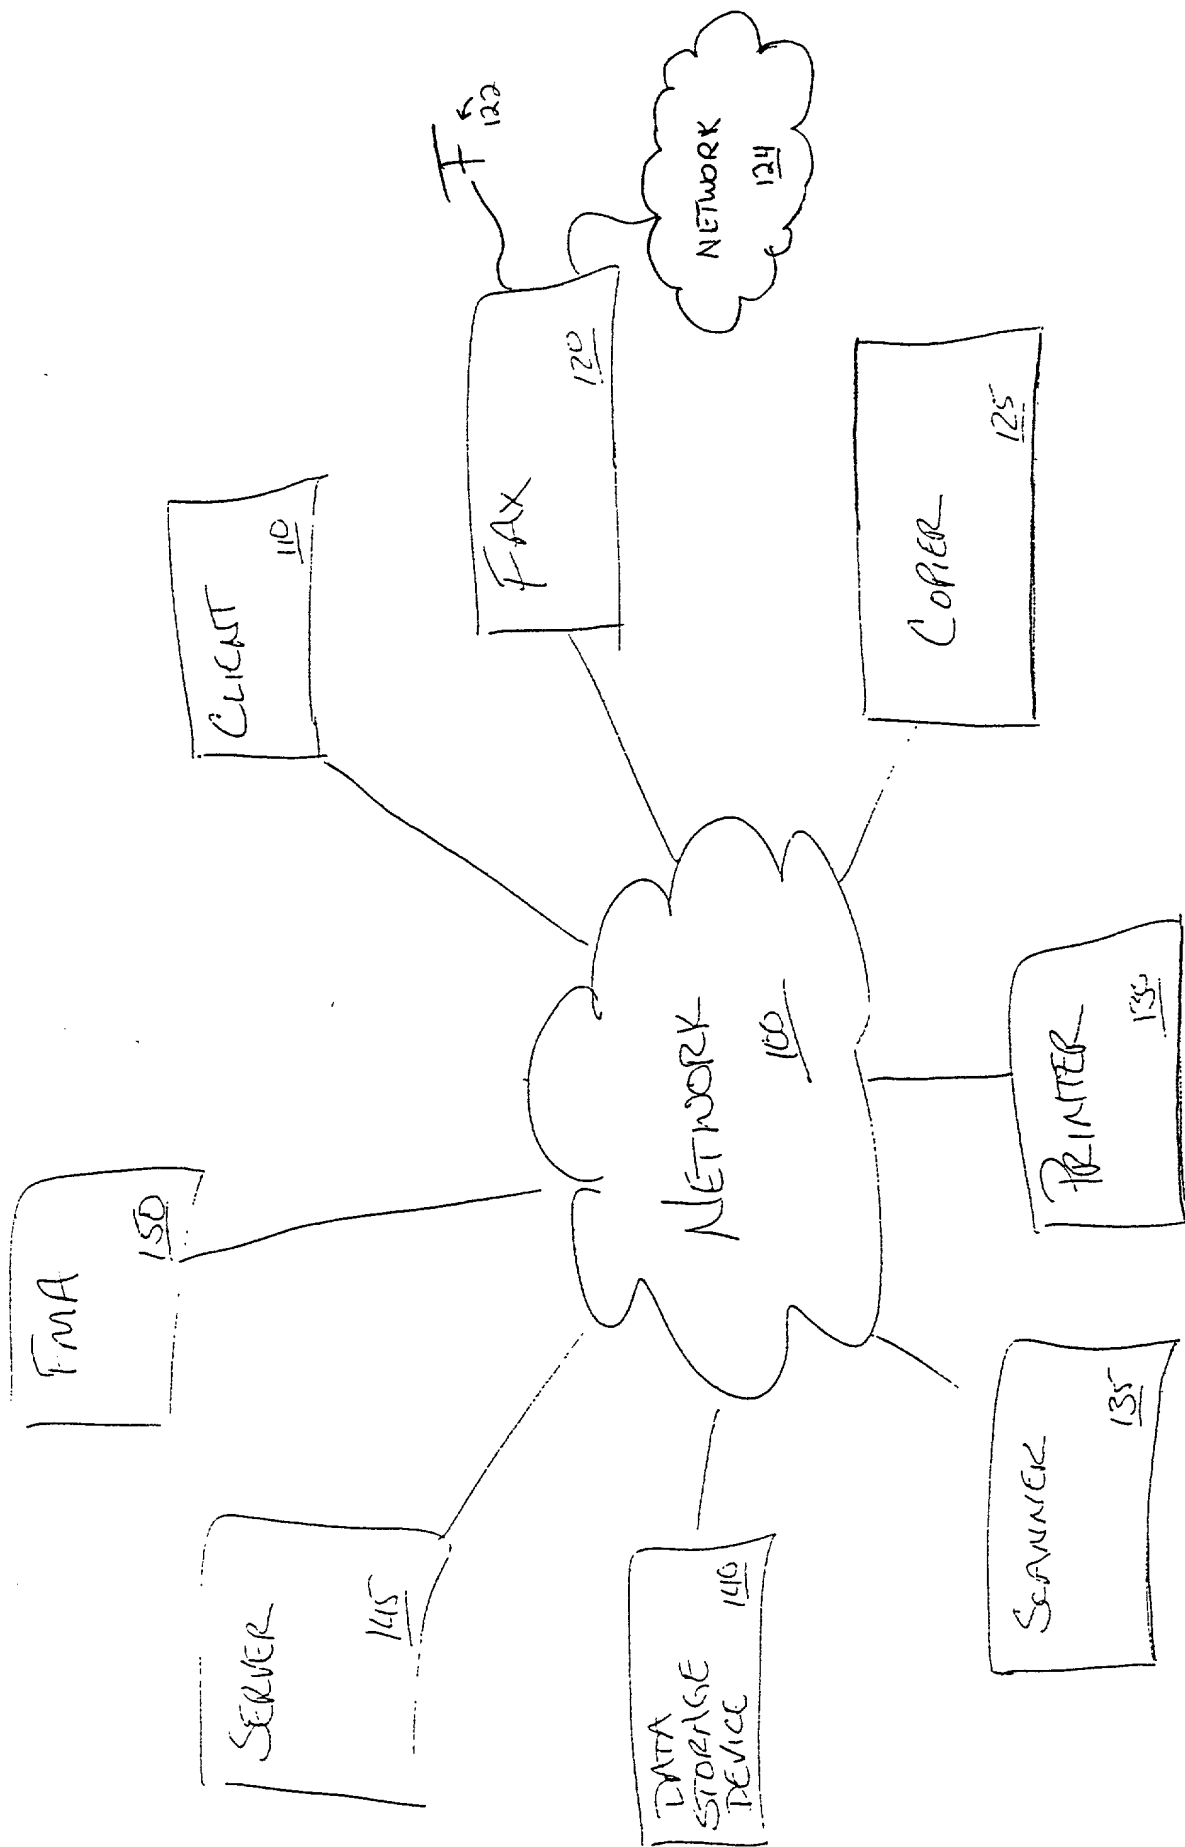 FMA
150
SERVER
145
CLIENT
110
122
FAX
120
DATA
STORAGE
DEVICE
140
NETWORK
100
NETWORK
124
COPIER
125
SCANNER
135
PRINTER
130